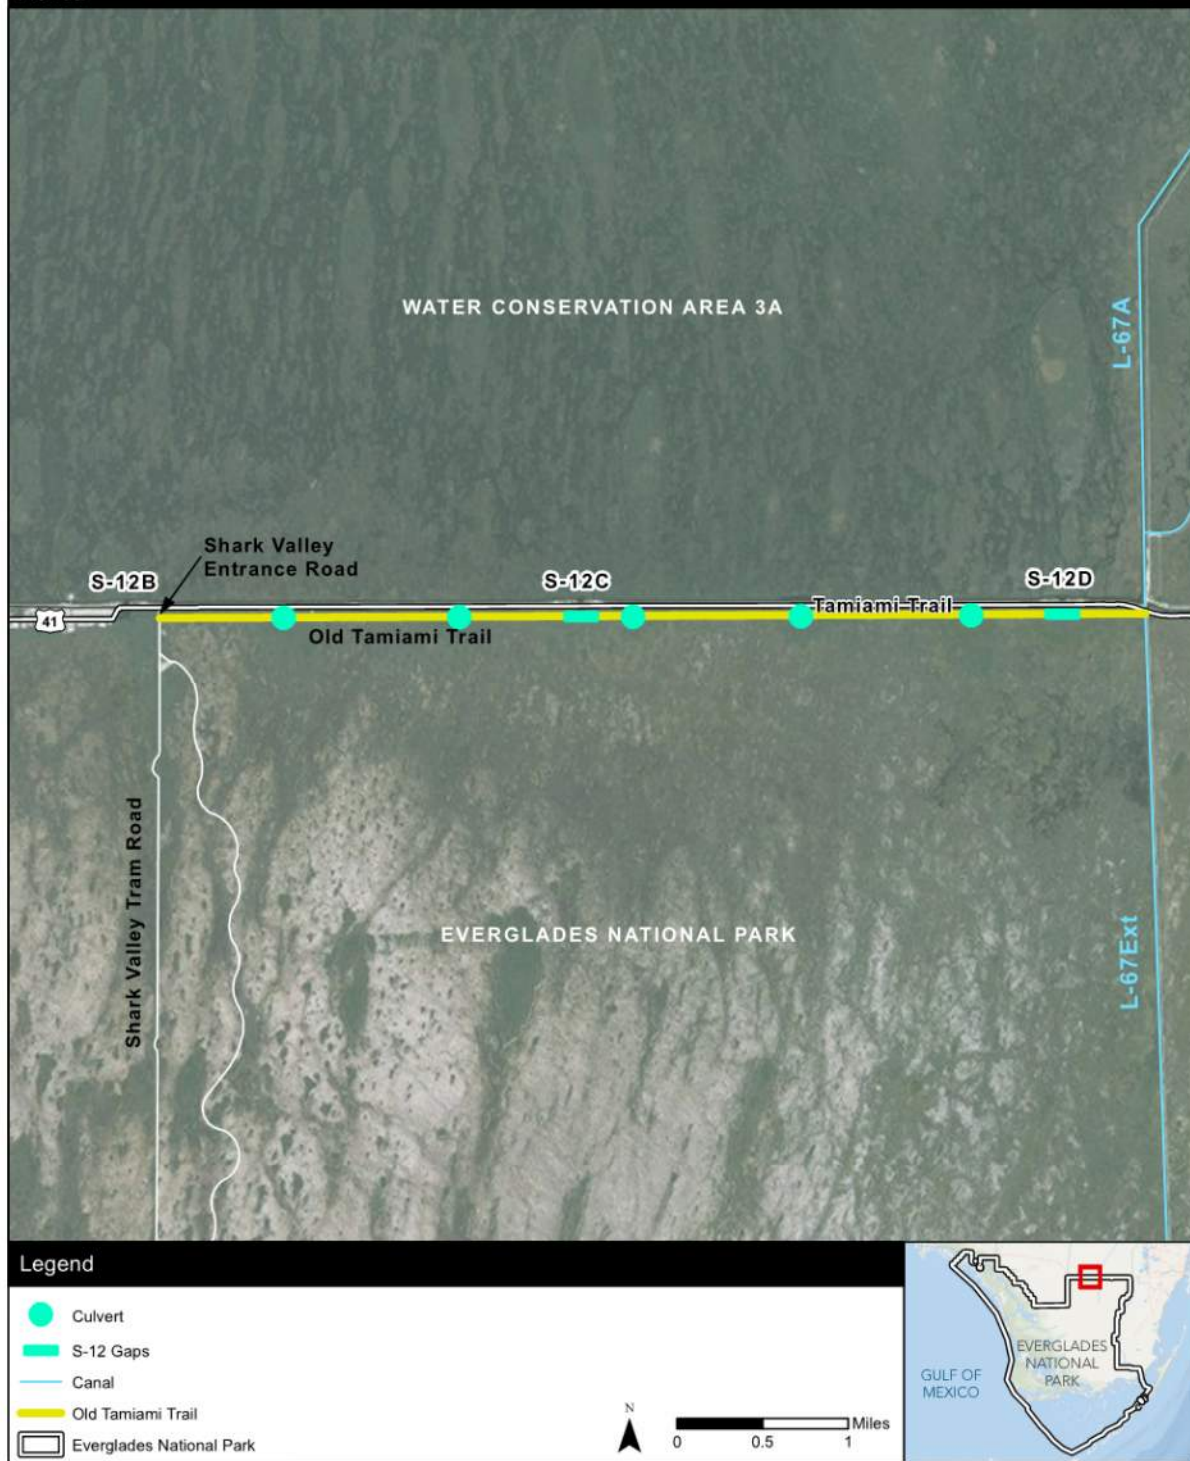 WATER CONSERVATION AREA 3A
L-67A
Shark Valley
Entrance Road
S-12B
S-12C
S-12D
41
Tamiami Trail
Old Tamiami Trail
Shark Valley Tram Road
EVERGLADES NATIONAL PARK
L-67Ext
Legend
Culvert
S-12 Gaps
Canal
Old Tamiami Trail
Everglades National Park
N
Miles
0 0.5 1
EVERGLADES
NATIONAL
PARK
GULF OF
MEXICO